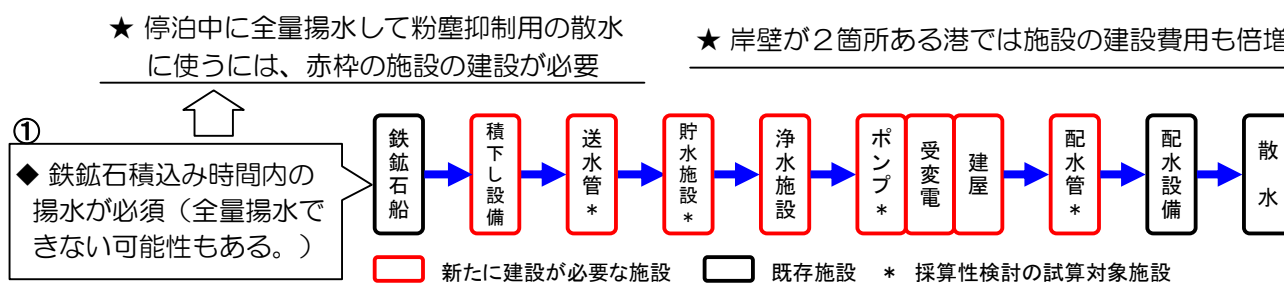 ★ 停泊中に全量揚水して粉塵抑制用の散水
に使うには、赤枠の施設の建設が必要
★ 岸壁が２箇所ある港では施設の建設費用も倍増
①
◆ 鉄鉱石積込み時間内の
揚水が必須（全量揚水で
きない可能性もある。）
鉄鉱石船
積下し設備
送水管*
貯水施設*
浄水施設
ポンプ*
受変電
建屋
配水管*
配水設備
散水
新たに建設が必要な施設
既存施設
* 採算性検討の試算対象施設